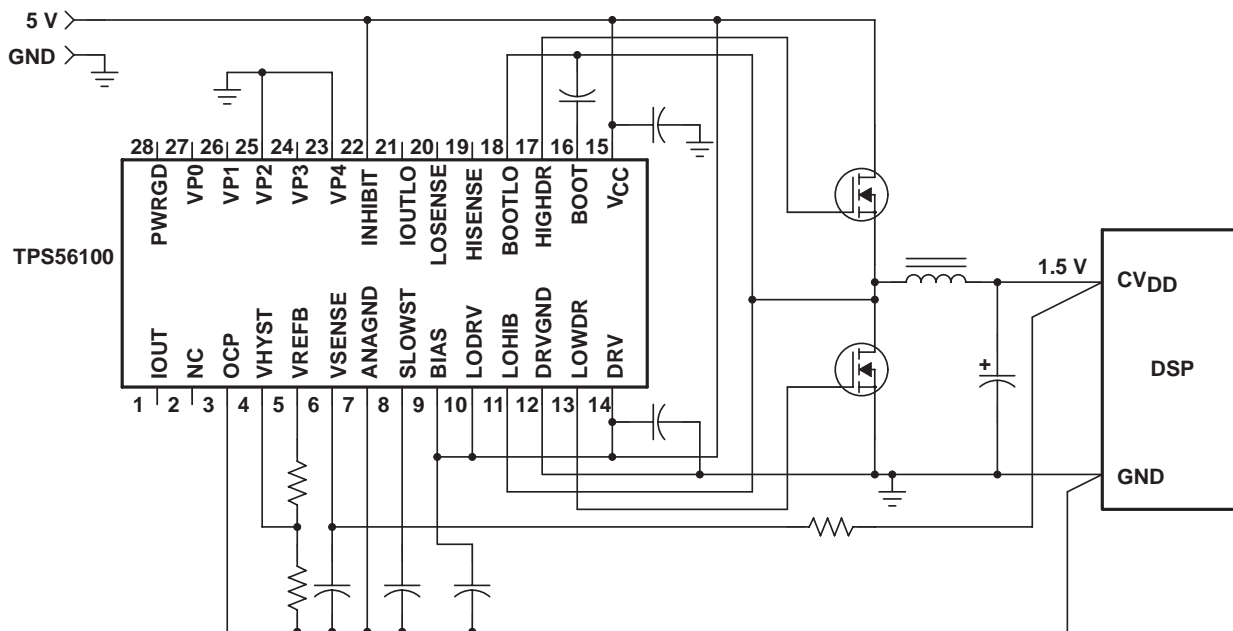 5 V
GND
28 27 26 25 24 23 22 21 20 19 18 17 16 15
PWRGD
VP0
VP1
VP2
VP3
VP4
INHIBIT
IOUTLO
LOSENSE
HISENSE
BOOTLO
HIGHDR
BOOT
VCC
TPS56100
IOUT
NC
OCP
VHYST
VREFB
VSENSE
ANAGND
SLOWST
BIAS
LODRV
LOHIB
DRVGND
LOWDR
DRV
1 2 3 4 5 6 7 8 9 10 11 12 13 14
1.5 V
CVDD
DSP
GND
+